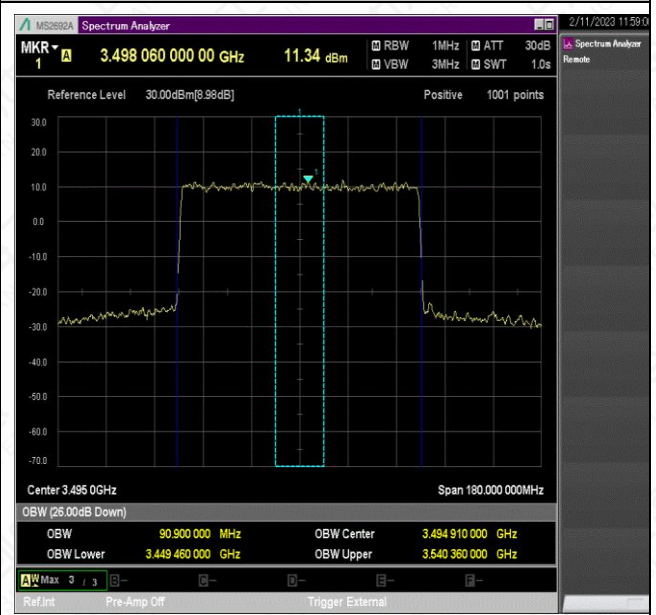 MS2692A Spectrum Analyzer
2/11/2023 11:59:0
MKR 1 A 3.498 060 000 00 GHz 11.34 dBm
M RBW 1MHz M ATT 30dB
M VBW 3MHz M SWT 1.0s
Spectrum Analyzer
Remote
Reference Level 30.00dBm[8.98dB] Positive 1001 points
1
30.0
20.0
1
10.0
0.0
-10.0
-20.0
-30.0
-40.0
-50.0
-60.0
-70.0
Center 3.495 0GHz Span 180.000 000MHz
OBW (26.00dB Down)
OBW 90.900 000 MHz OBW Center 3.494 910 000 GHz
OBW Lower 3.449 460 000 GHz OBW Upper 3.540 360 000 GHz
A W Max 3 / 3 B- C- D- E- F-
Ref.Int Pre-Amp Off Trigger External